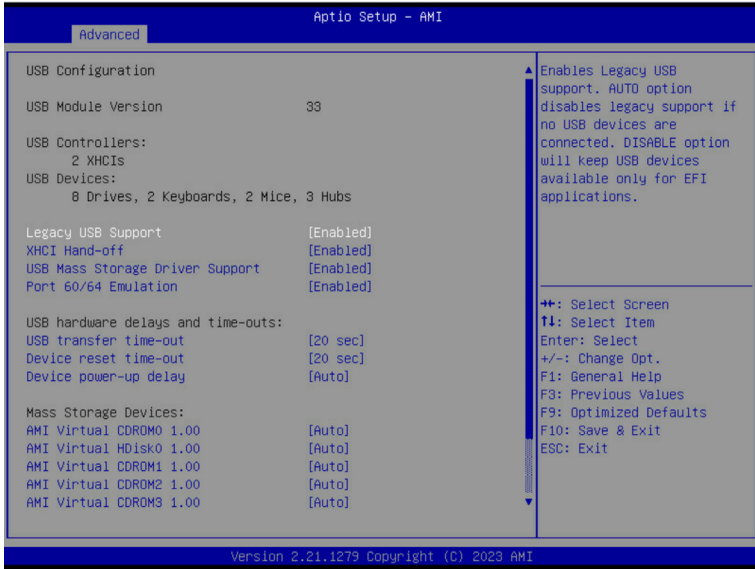 Aptio Setup – AMI
Advanced
USB Configuration
USB Module Version 33
USB Controllers:
2 XHCIs
USB Devices:
8 Drives, 2 Keyboards, 2 Mice, 3 Hubs
Legacy USB Support [Enabled]
XHCI Hand-off [Enabled]
USB Mass Storage Driver Support [Enabled]
Port 60/64 Emulation [Enabled]
USB hardware delays and time-outs:
USB transfer time-out [20 sec]
Device reset time-out [20 sec]
Device power-up delay [Auto]
Mass Storage Devices:
AMI Virtual CDROM0 1.00 [Auto]
AMI Virtual HDisk0 1.00 [Auto]
AMI Virtual CDROM1 1.00 [Auto]
AMI Virtual CDROM2 1.00 [Auto]
AMI Virtual CDROM3 1.00 [Auto]
Enables Legacy USB
support. AUTO option
disables legacy support if
no USB devices are
connected. DISABLE option
will keep USB devices
available only for EFI
applications.
→←: Select Screen
↑↓: Select Item
Enter: Select
+/-: Change Opt.
F1: General Help
F3: Previous Values
F9: Optimized Defaults
F10: Save & Exit
ESC: Exit
Version 2.21.1279 Copyright (C) 2023 AMI